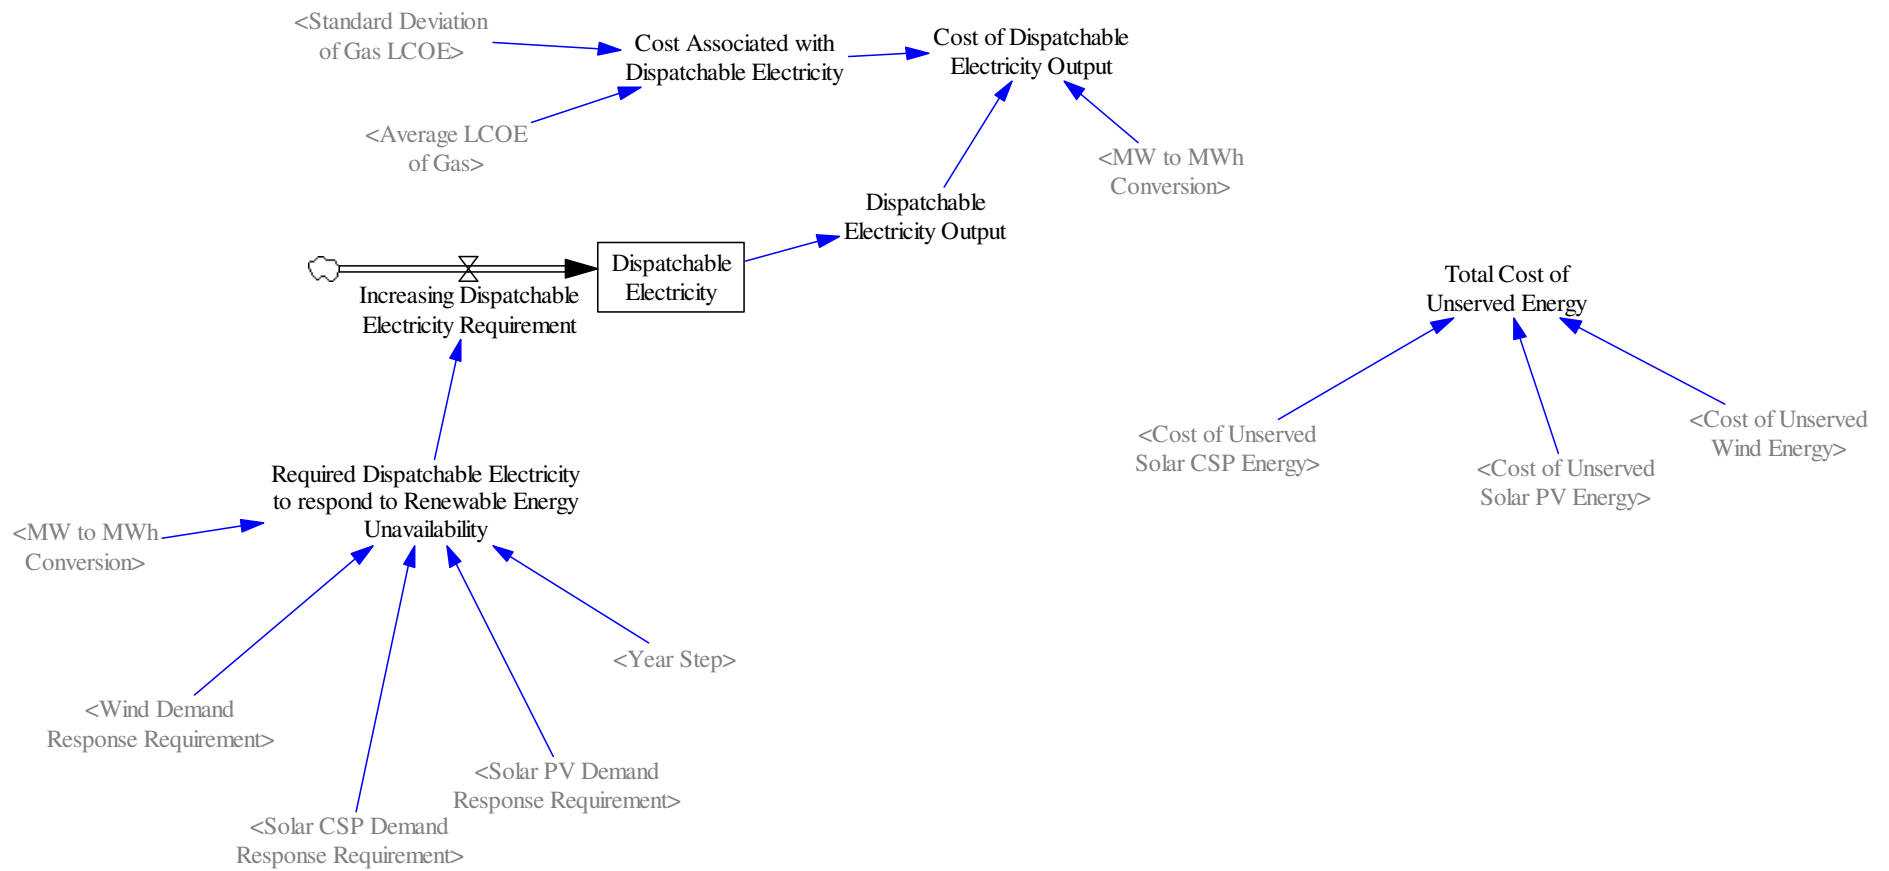 <Standard Deviation
of Gas LCOE>
Cost Associated with
Dispatchable Electricity
Cost of Dispatchable
Electricity Output
<Average LCOE
of Gas>
<MW to MWh
Conversion>
Dispatchable
Electricity Output
Dispatchable
Electricity
Increasing Dispatchable
Electricity Requirement
Total Cost of
Unserved Energy
<Cost of Unserved
Solar CSP Energy>
<Cost of Unserved
Solar PV Energy>
<Cost of Unserved
Wind Energy>
Required Dispatchable Electricity
to respond to Renewable Energy
Unavailability
<MW to MWh
Conversion>
<Year Step>
<Wind Demand
Response Requirement>
<Solar PV Demand
Response Requirement>
<Solar CSP Demand
Response Requirement>